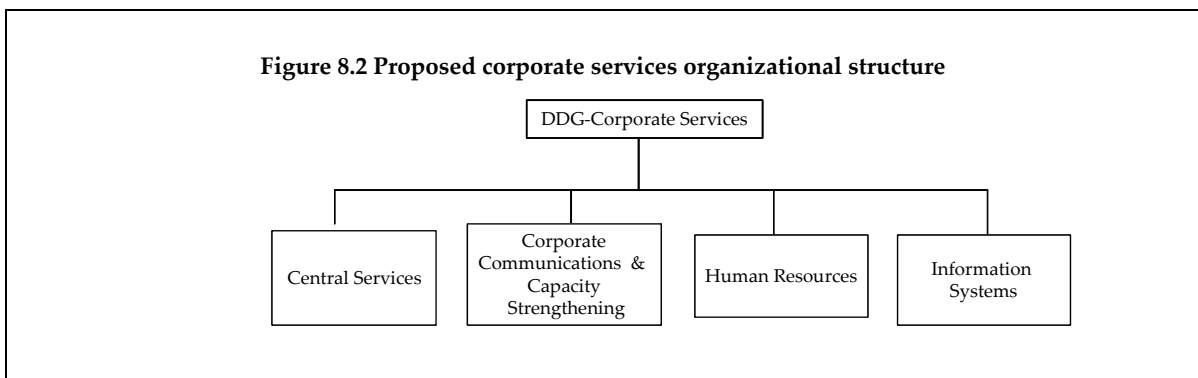 Figure 8.2 Proposed corporate services organizational structure
DDG-Corporate Services
Central Services
Corporate
Communications &
Capacity
Strengthening
Human Resources
Information
Systems